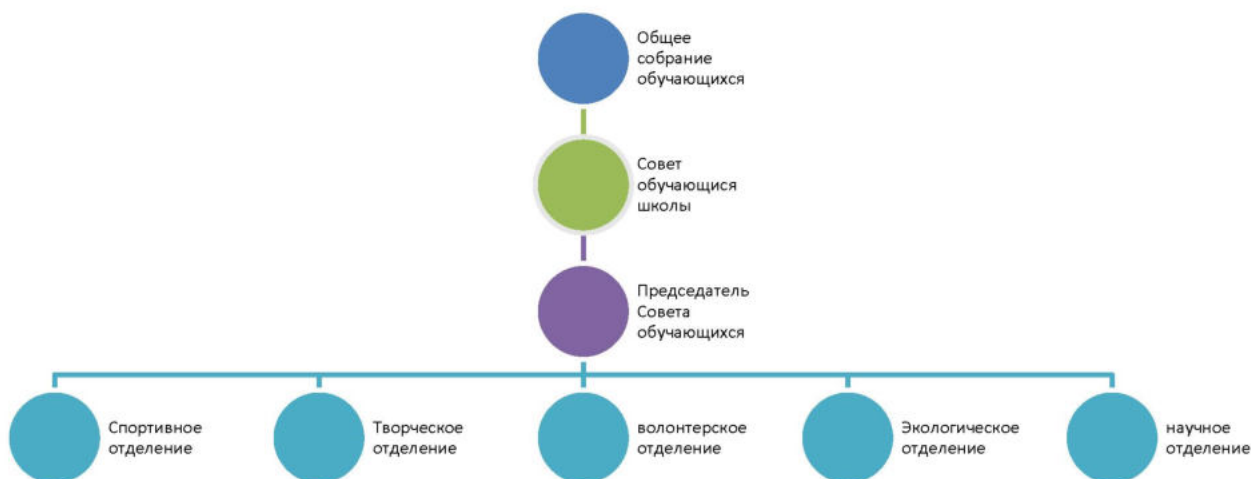 Общее
собрание
обучающихся
Совет
обучающися
школы
Председатель
Совета
обучающихся
Спортивное
отделение
Творческое
отделение
волонтерское
отделение
Экологическое
отделение
научное
отделение